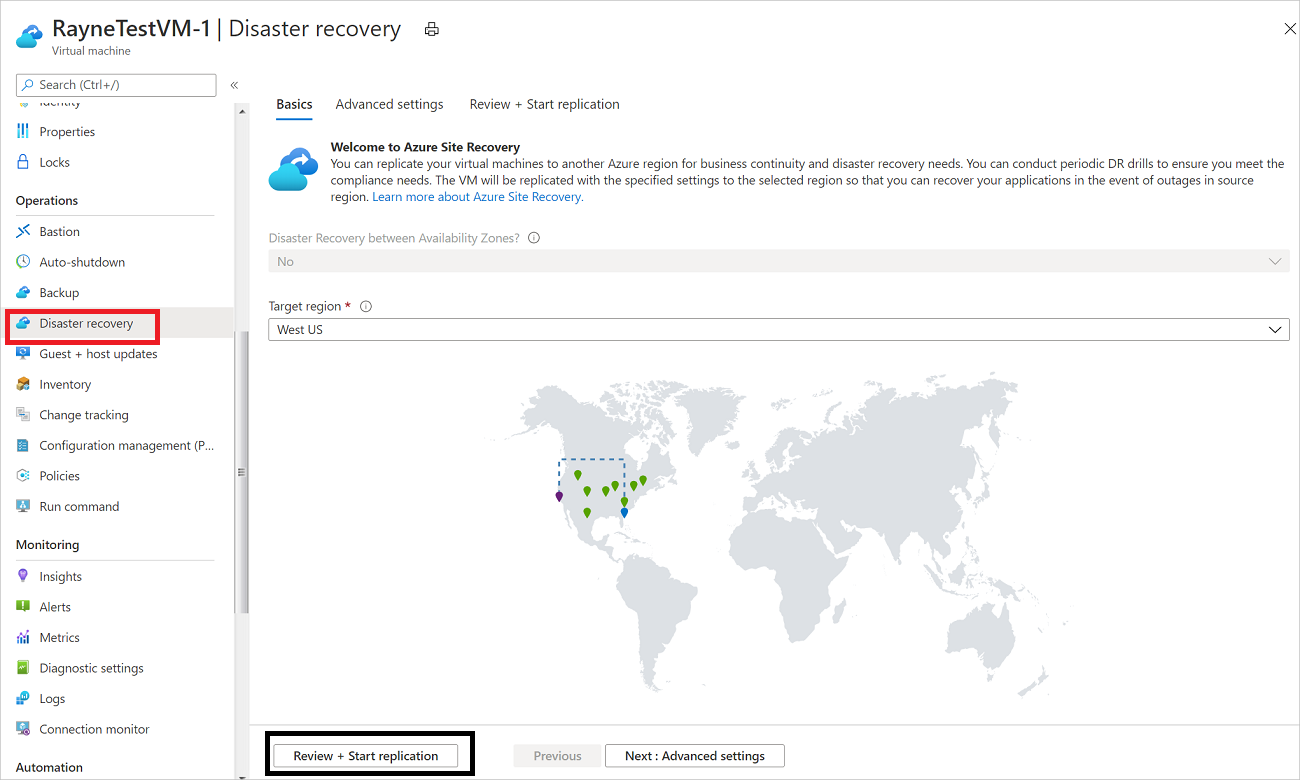 RayneTestVM-1 | Disaster recovery
Virtual machine
Search (Ctrl+/)
«
Identity
Properties
Locks
Operations
Bastion
Auto-shutdown
Backup
Disaster recovery
Guest + host updates
Inventory
Change tracking
Configuration management (P...
Policies
Run command
Monitoring
Insights
Alerts
Metrics
Diagnostic settings
Logs
Connection monitor
Automation
Basics Advanced settings Review + Start replication
Welcome to Azure Site Recovery
You can replicate your virtual machines to another Azure region for business continuity and disaster recovery needs. You can conduct periodic DR drills to ensure you meet the
compliance needs. The VM will be replicated with the specified settings to the selected region so that you can recover your applications in the event of outages in source
region. Learn more about Azure Site Recovery.
Disaster Recovery between Availability Zones?
No
Target region *
West US
Review + Start replication Previous Next : Advanced settings